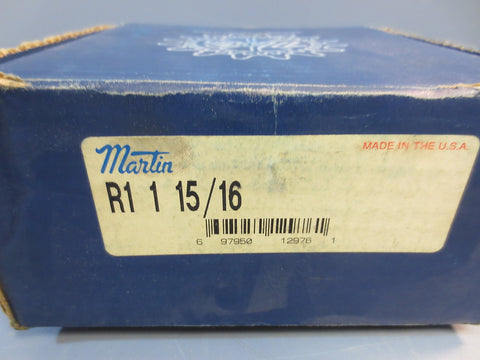 Martin
MADE IN THE U.S.A.
R1 1 15/16
6 97950 12976 1